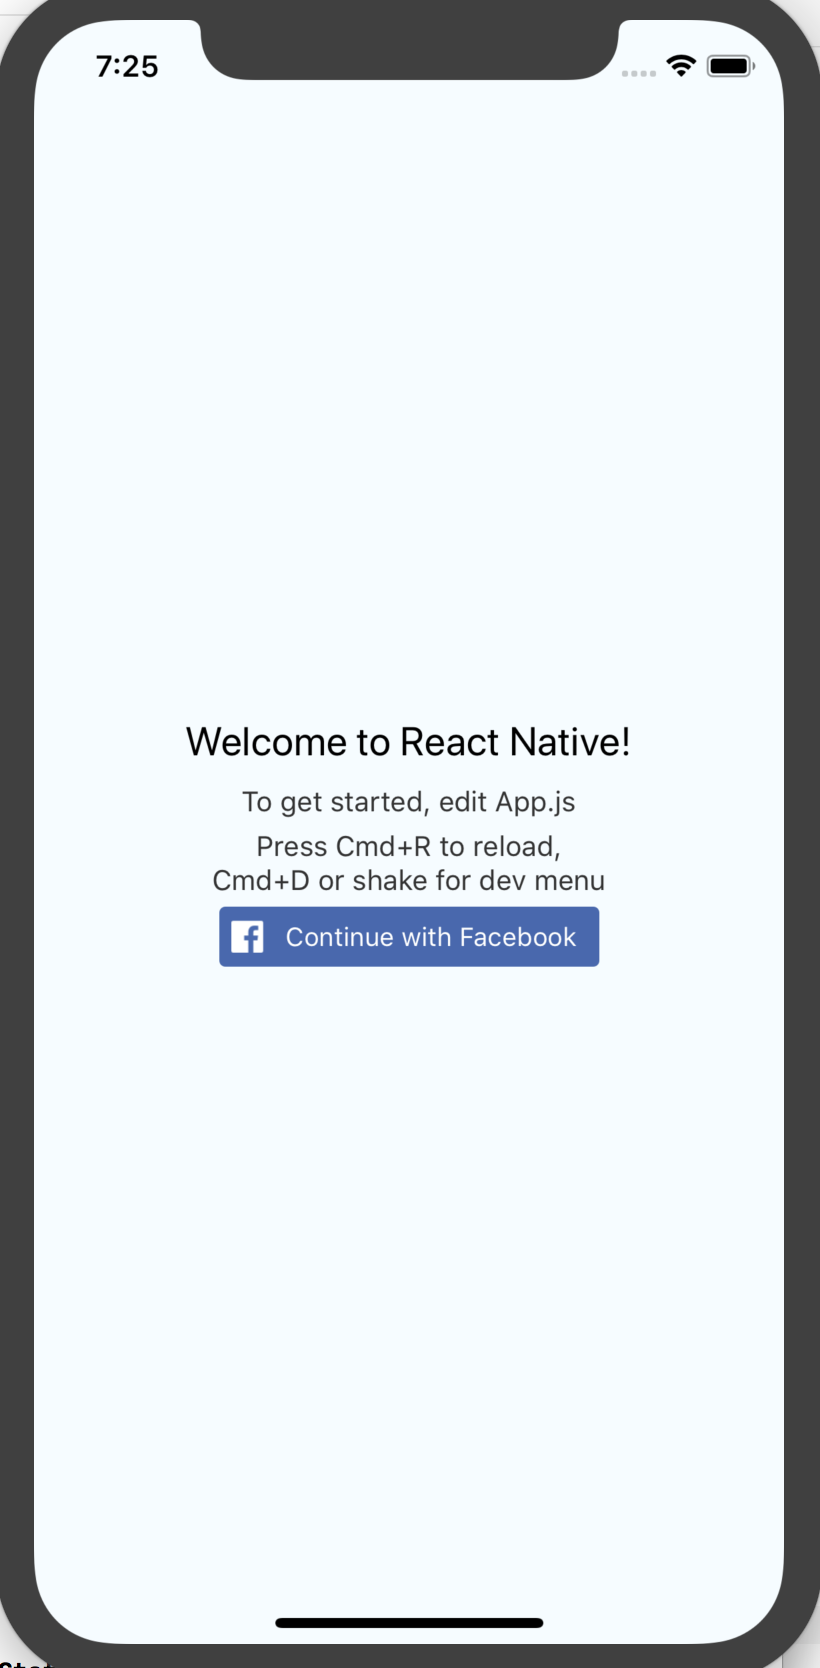 7:25
Welcome to React Native!
To get started, edit App.js
Press Cmd+R to reload,
Cmd+D or shake for dev menu
Continue with Facebook